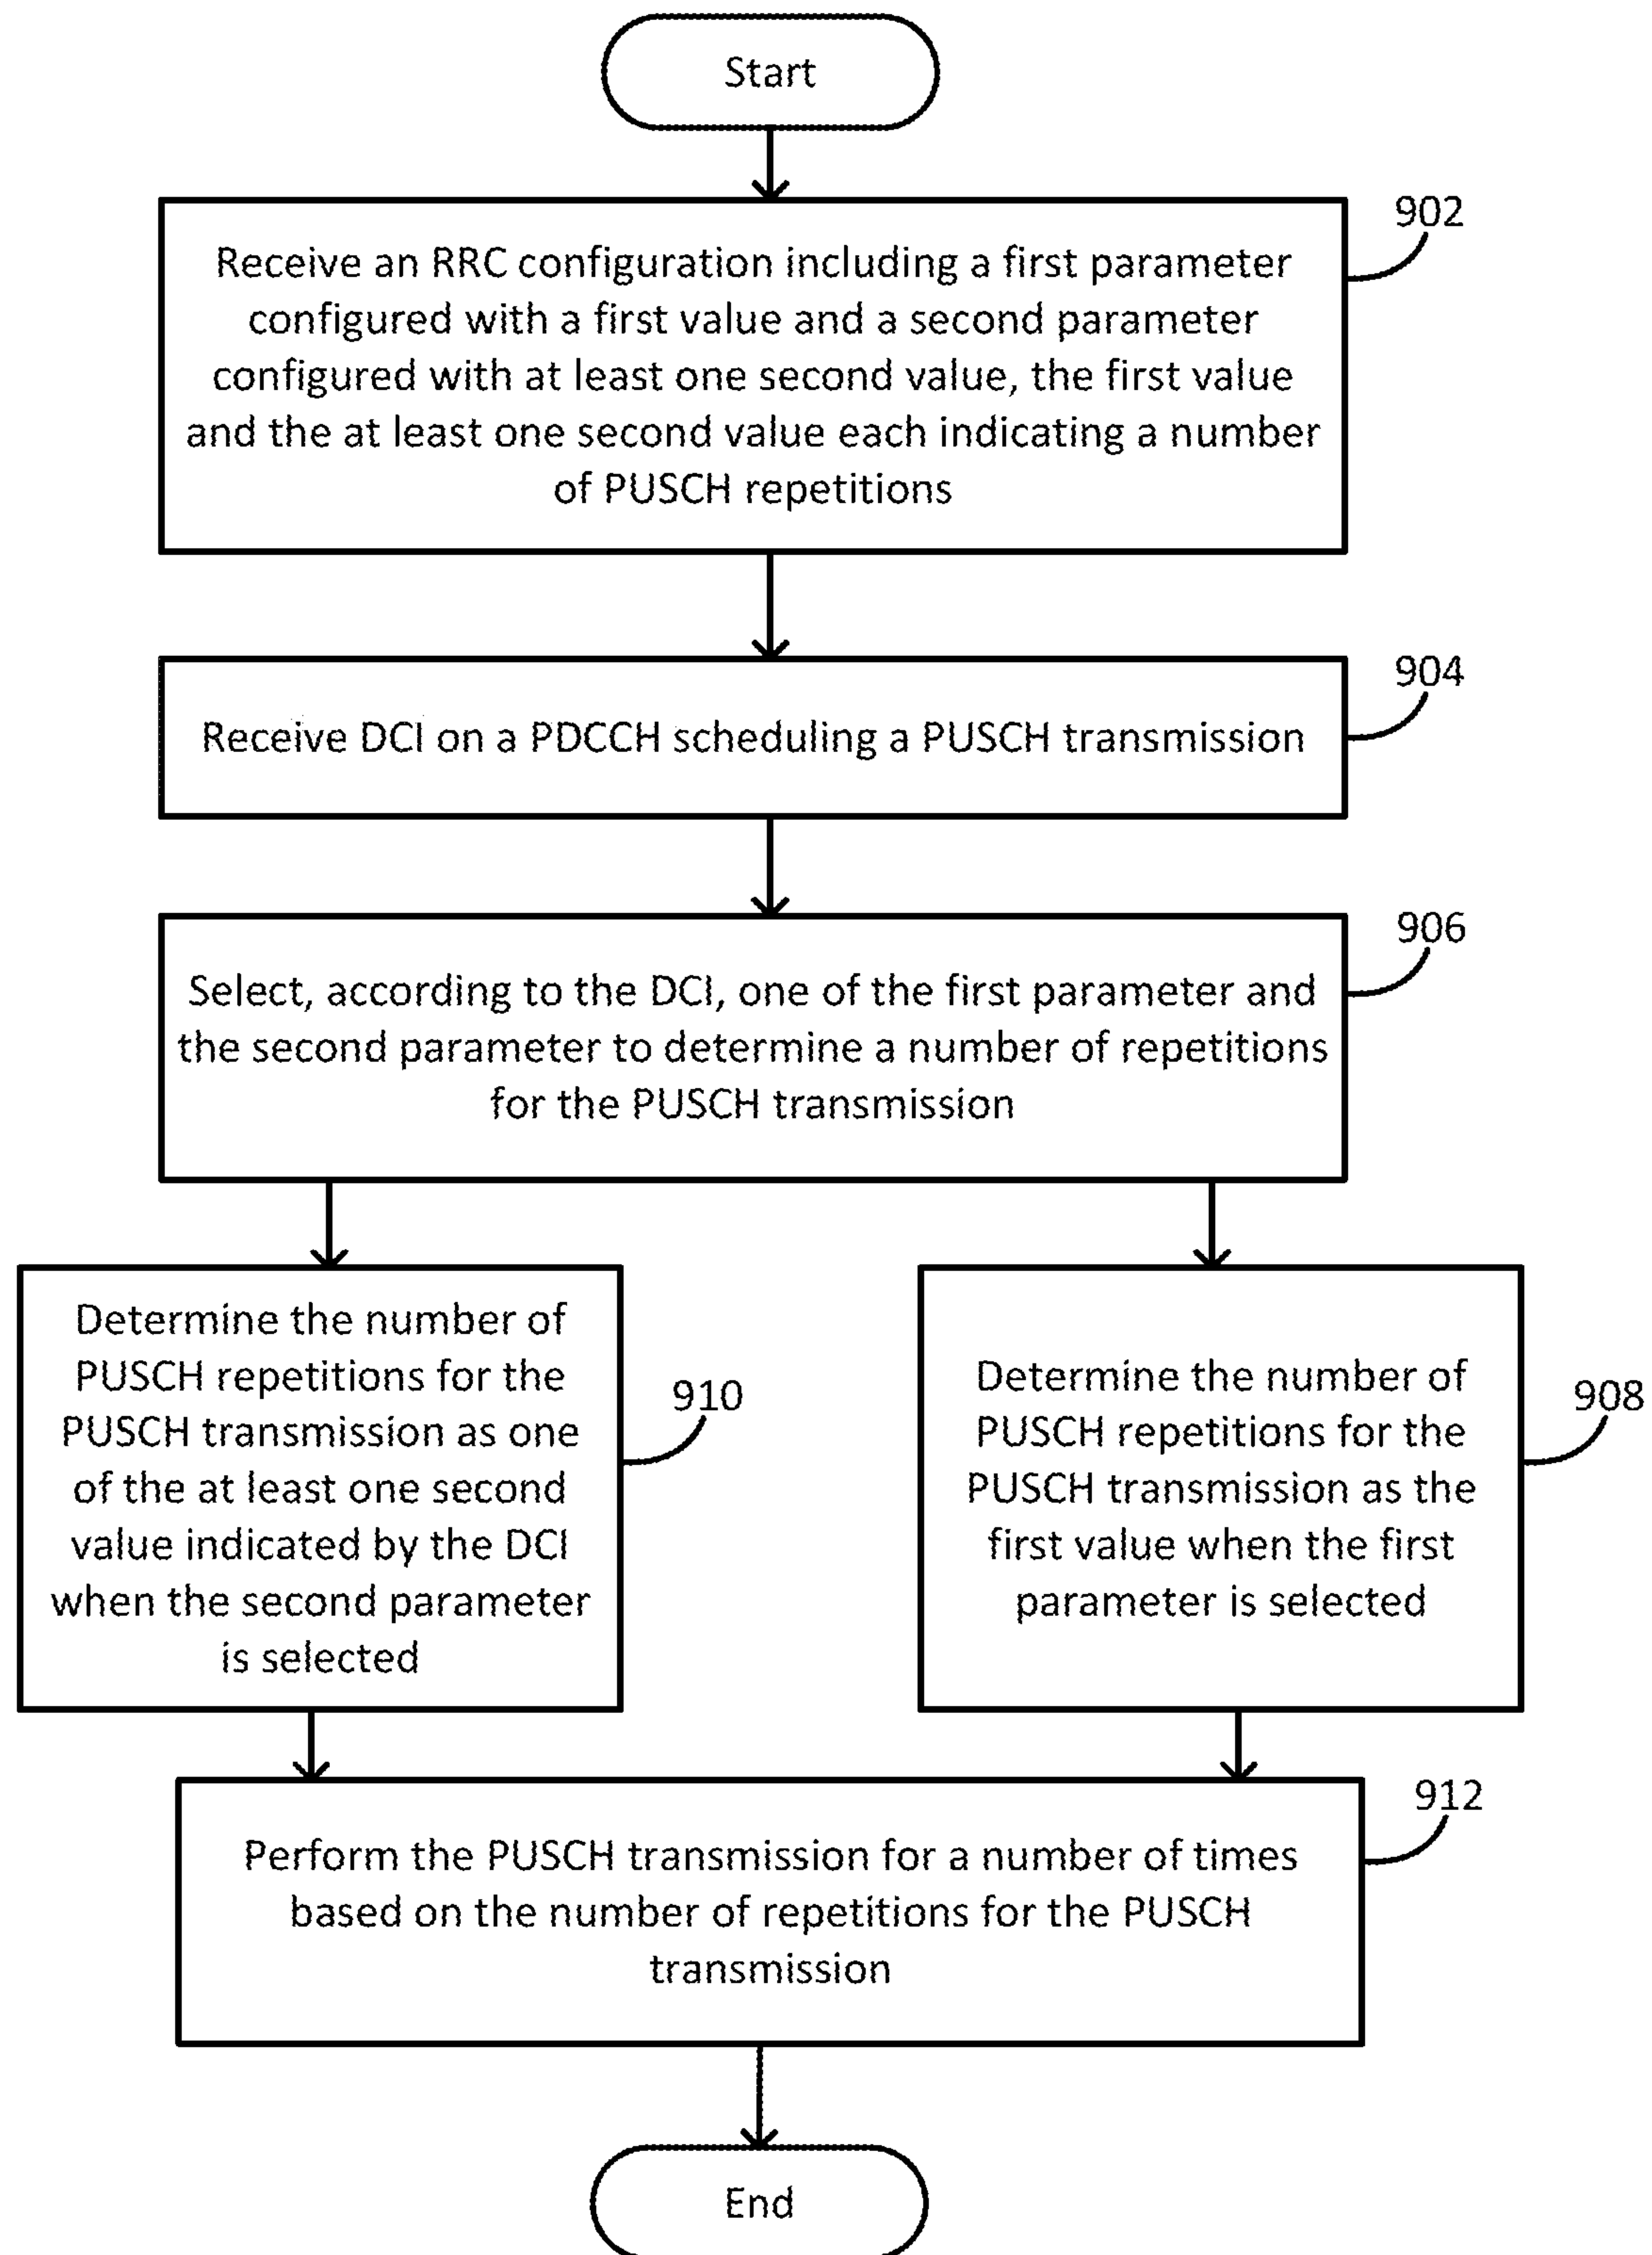 Start
902
Receive an RRC configuration including a first parameter
configured with a first value and a second parameter
configured with at least one second value, the first value
and the at least one second value each indicating a number
of PUSCH repetitions
904
Receive DCI on a PDCCH scheduling a PUSCH transmission
906
Select, according to the DCI, one of the first parameter and
the second parameter to determine a number of repetitions
for the PUSCH transmission
Determine the number of
PUSCH repetitions for the
PUSCH transmission as one
of the at least one second
value indicated by the DCI
when the second parameter
is selected
910
Determine the number of
PUSCH repetitions for the
PUSCH transmission as the
first value when the first
parameter is selected
908
912
Perform the PUSCH transmission for a number of times
based on the number of repetitions for the PUSCH
transmission
End